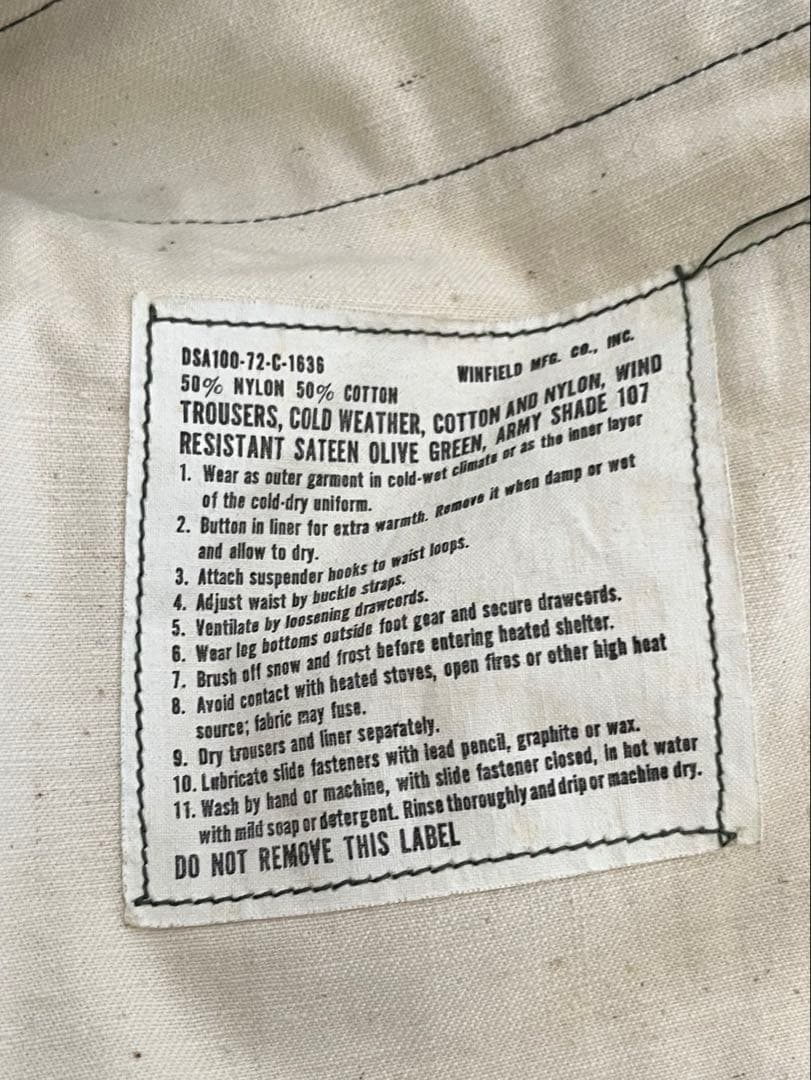 DSA100-72-C-1636 WINFIELD MFG. CO., INC.
50% NYLON 50% COTTON
TROUSERS, COLD WEATHER, COTTON AND NYLON, WIND
RESISTANT SATEEN OLIVE GREEN, ARMY SHADE 107
1. Wear as outer garment in cold-wet climate or as the inner layer
of the cold-dry uniform.
2. Button in liner for extra warmth. Remove it when damp or wet
and allow to dry.
3. Attach suspender hooks to waist loops.
4. Adjust waist by buckle straps.
5. Ventilate by loosening drawcords.
6. Wear leg bottoms outside foot gear and secure drawcords.
7. Brush off snow and frost before entering heated shelter.
8. Avoid contact with heated stoves, open fires or other high heat
source; fabric may fuse.
9. Dry trousers and liner separately.
10. Lubricate slide fasteners with lead pencil, graphite or wax.
11. Wash by hand or machine, with slide fastener closed, in hot water
with mild soap or detergent. Rinse thoroughly and drip or machine dry.
DO NOT REMOVE THIS LABEL